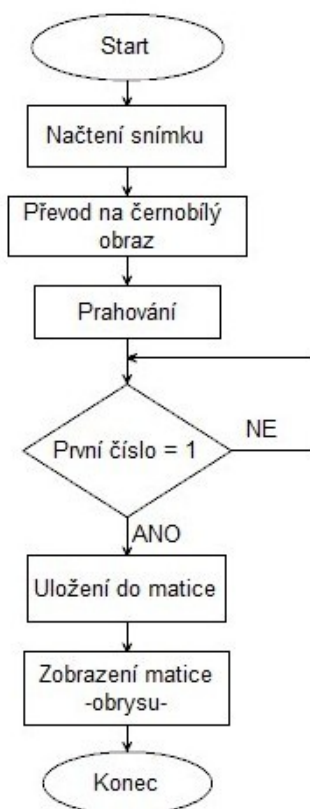 Start
Načtení snímku
Převod na černobílý
obraz
Prahování
První číslo = 1
NE
ANO
Uložení do matice
Zobrazení matice
-obrysu-
Konec